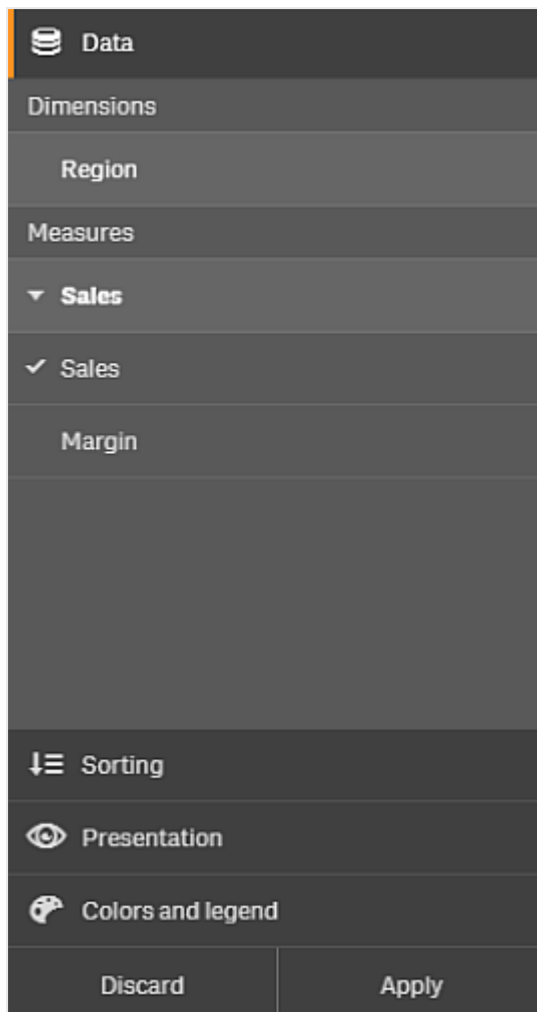 Data
Dimensions
Region
Measures
Sales
Sales
Margin
Sorting
Presentation
Colors and legend
Discard Apply